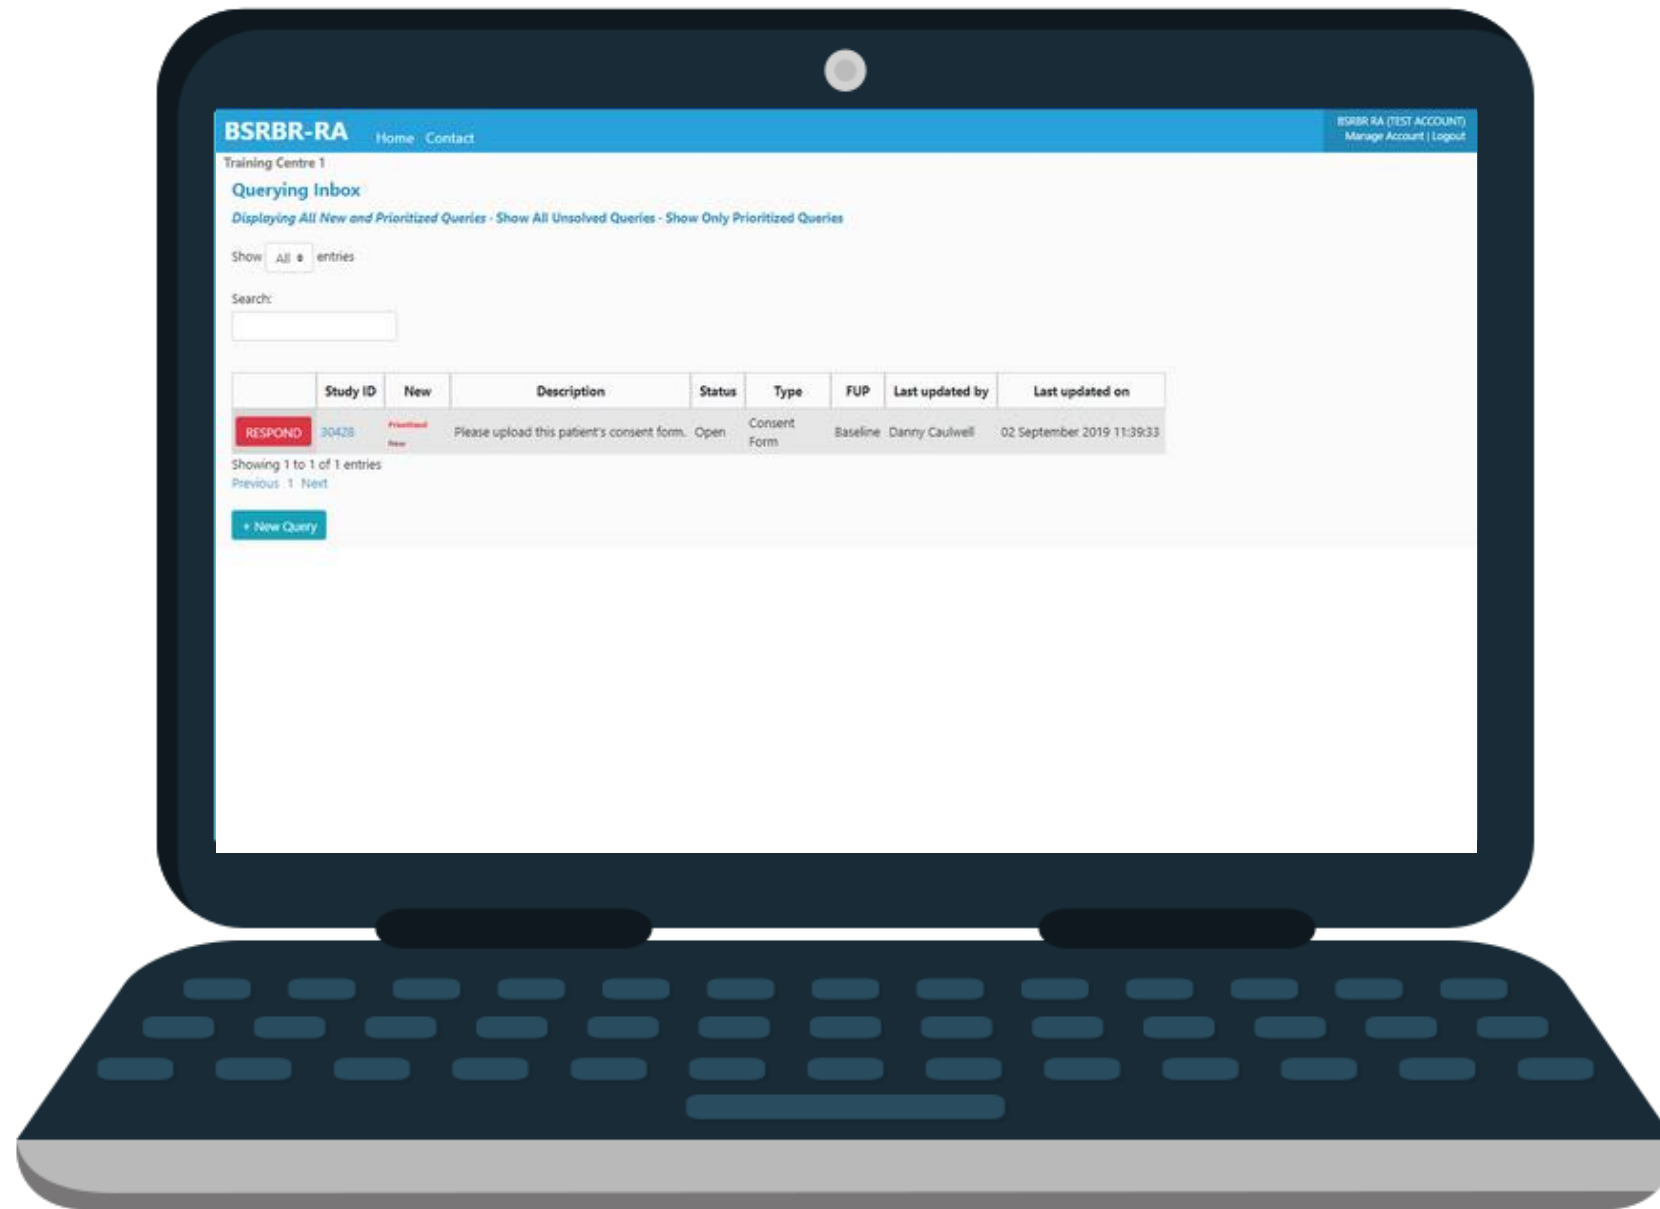 BSRBR-RA Home Contact
BSRBR RA (TEST ACCOUNT)
Manage Account | Logout
Training Centre 1
Querying Inbox
Displaying All New and Prioritized Queries - Show All Unsolved Queries - Show Only Prioritized Queries
Show All entries
Search:
Study ID New Description Status Type FUP Last updated by Last updated on
RESPOND 30428 Prioritized New Please upload this patient's consent form. Open Consent Form Baseline Danny Caulwell 02 September 2019 11:39:33
Showing 1 to 1 of 1 entries
Previous 1 Next
+ New Query